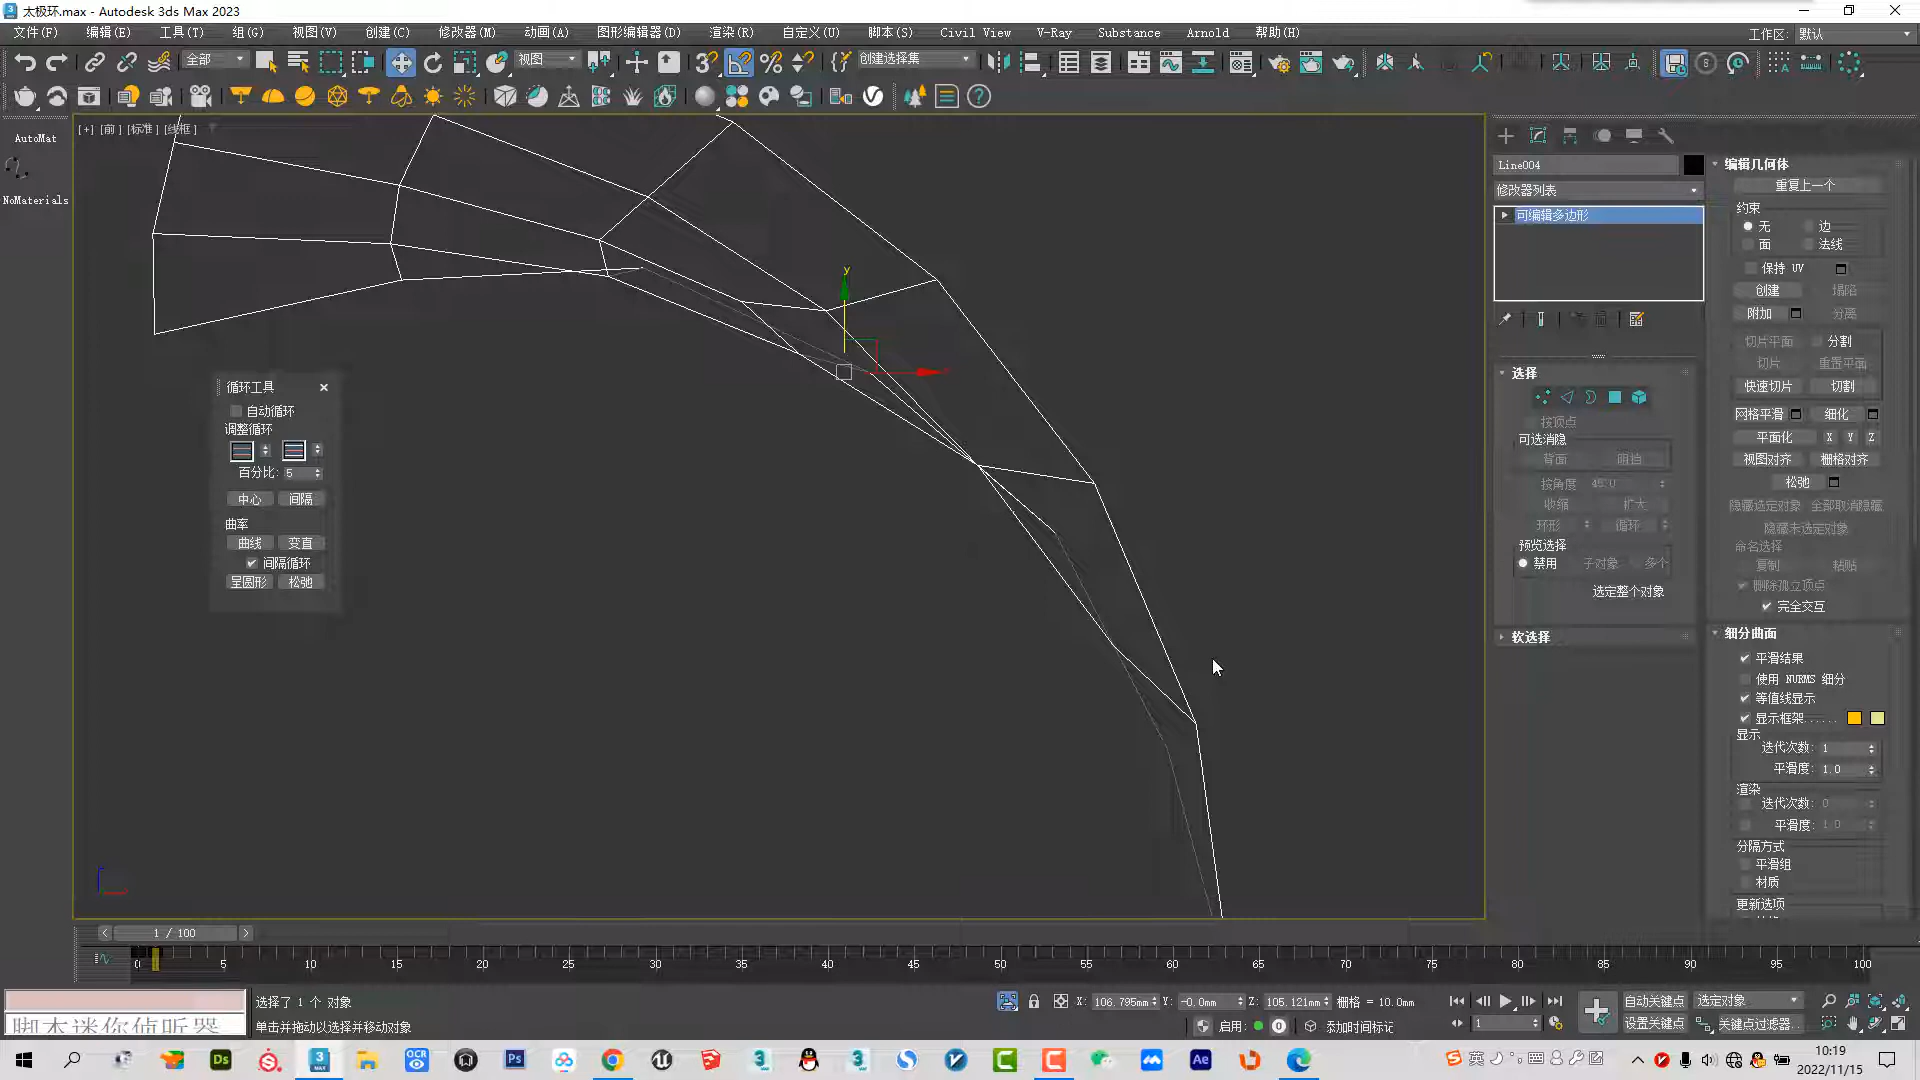 太极环.max - Autodesk 3ds Max 2023
文件(F) 编辑(E) 工具(T) 组(G) 视图(V) 创建(C) 修改器(M) 动画(A) 图形编辑器(D) 渲染(R) 自定义(U) 脚本(S) Civil View V-Ray Substance Arnold 帮助(H) 工作区: 默认
全部 视图 创建选择集
[+] [前] [标准] [线框]
AutoMat
NoMaterials
循环工具
自动循环
调整循环
百分比: 5
中心 间隔
曲率
曲线 变直
间隔循环
呈圆形 松弛
y
Line004
修改器列表
可编辑多边形
选择
按顶点
可选消隐
背面 阻挡
按角度 45.0
收缩 扩大
环形 循环
预览选择
禁用 子对象 多个
选定整个对象
软选择
编辑几何体
重复上一个
约束
无 边
面 法线
保持 UV
创建 塌陷
附加 分离
切片平面 分割
切片 重置平面
快速切片 切割
网格平滑 细化
平面化 X Y Z
视图对齐 栅格对齐
松弛
隐藏选定对象 全部取消隐藏
隐藏未选定对象
命名选择
复制 粘贴
删除孤立顶点
完全交互
细分曲面
平滑结果
使用 NURMS 细分
等值线显示
显示框架......
显示
迭代次数: 1
平滑度: 1.0
渲染
迭代次数: 0
平滑度: 1.0
分隔方式
平滑组
材质
更新选项
1 / 100
0 5 10 15 20 25 30 35 40 45 50 55 60 65 70 75 80 85 90 95 100
选择了 1 个 对象
X: 106.795mm Y: -0.0mm Z: 105.121mm 栅格 = 10.0mm
自动关键点 选定对象
脚本迷你侦听器
单击并拖动以选择并移动对象
启用: 0 添加时间标记
1
设置关键点 关键点过滤器...
英
10:19
2022/11/15